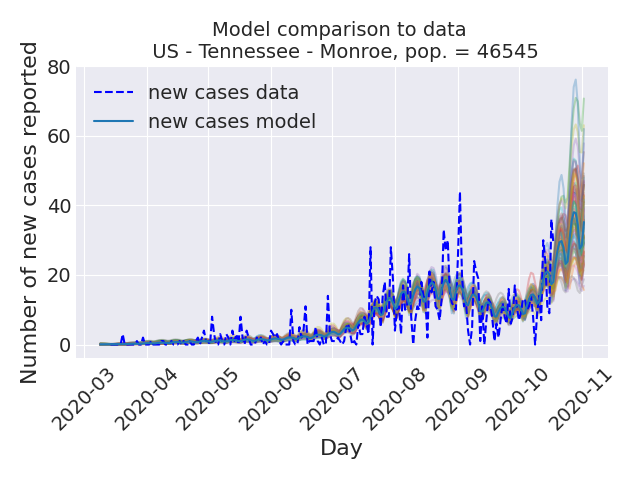 Model comparison to data
US - Tennessee - Monroe, pop. = 46545
Number of new cases reported
80
60
40
20
0
new cases data
new cases model
2020-03
2020-04
2020-05
2020-06
2020-07
2020-08
2020-09
2020-10
2020-11
Day